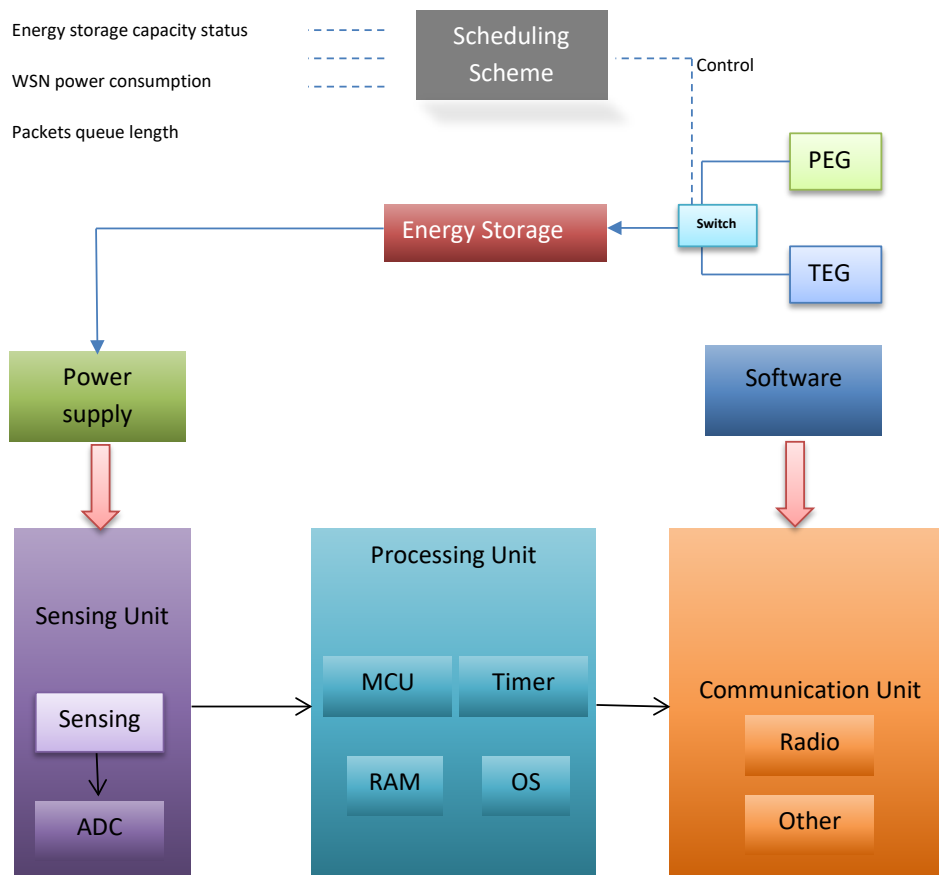 Energy storage capacity status
WSN power consumption
Packets queue length
Scheduling
Scheme
Control
PEG
Switch
Energy Storage
TEG
Power
supply
Software
Sensing Unit
Sensing
ADC
Processing Unit
MCU
Timer
RAM
OS
Communication Unit
Radio
Other